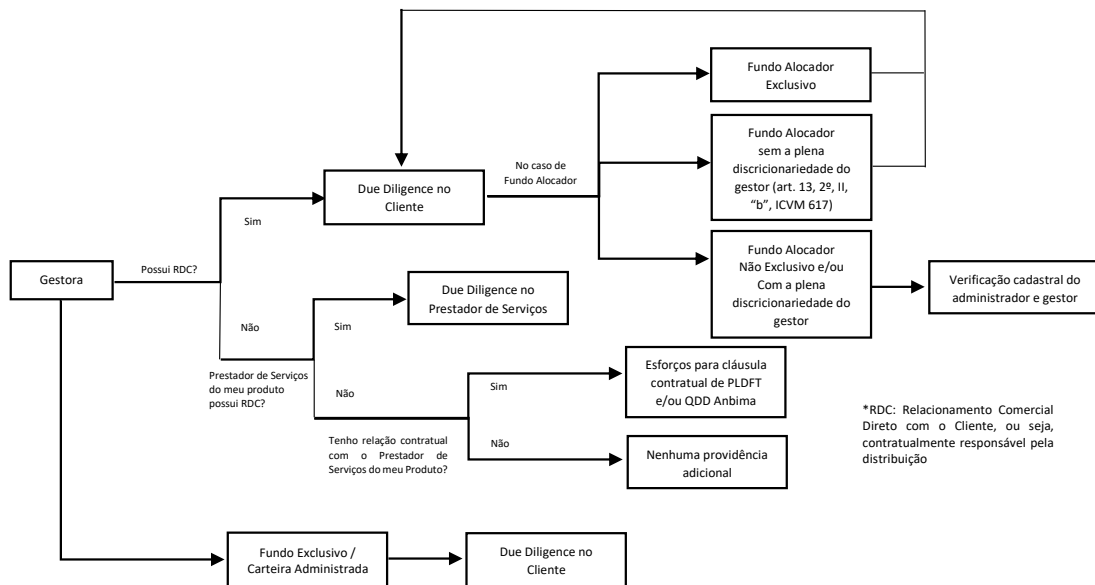 Gestora
Possui RDC?
Sim
Due Diligence no
Cliente
No caso de
Fundo Alocador
Fundo Alocador
Exclusivo
Fundo Alocador
sem a plena
discricionariedade do
gestor (art. 13, 2º, II,
“b”, ICVM 617)
Fundo Alocador
Não Exclusivo e/ou
Com a plena
discricionariedade do
gestor
Verificação cadastral do
administrador e gestor
Não
Prestador de Serviços
do meu produto
possui RDC?
Sim
Due Diligence no
Prestador de Serviços
Não
Tenho relação contratual
com o Prestador de
Serviços do meu Produto?
Sim
Esforços para cláusula
contratual de PLDFT
e/ou QDD Anbima
Não
Nenhuma providência
adicional
*RDC: Relacionamento Comercial
Direto com o Cliente, ou seja,
contratualmente responsável pela
distribuição
Fundo Exclusivo /
Carteira Administrada
Due Diligence no
Cliente